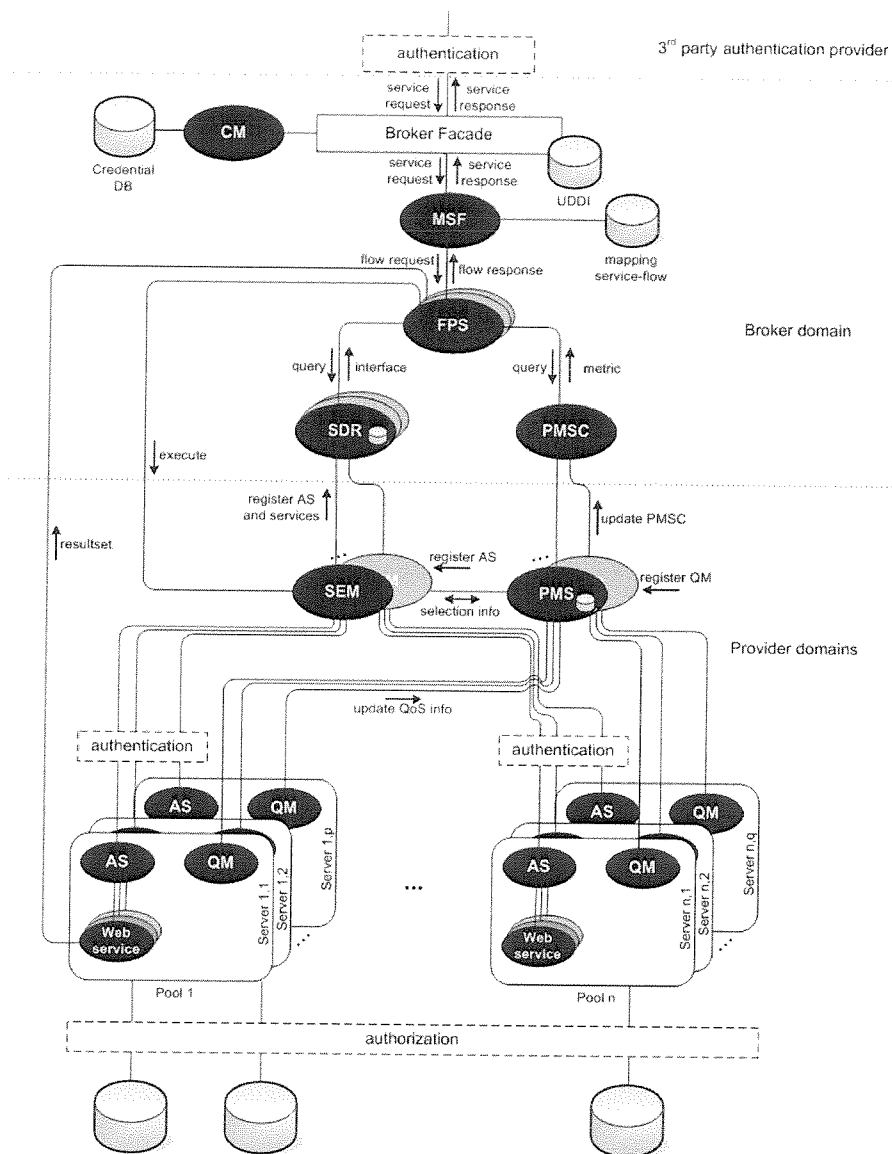 authentication
3rd party authentication provider
service
request
service
response
CM
Broker Facade
Credential
DB
service
request
service
response
UDDI
MSF
mapping
service-flow
flow request
flow response
FPS
Broker domain
query
interface
query
metric
SDR
PMSC
execute
register AS
and services
update PMSC
resultset
...
register AS
...
register QM
SEM
PMS
selection info
Provider domains
update QoS info
authentication
authentication
AS
QM
AS
QM
AS
QM
Server 1,1
Server 1,2
Server 1,p
...
AS
QM
Server n,1
Server n,2
Server n,q
Web
service
...
Web
service
...
Pool 1
Pool n
authorization